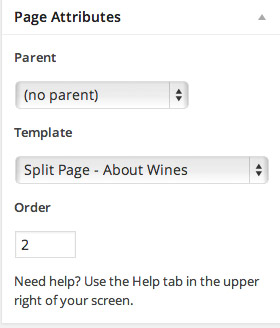 Page Attributes
Parent
(no parent)
Template
Split Page - About Wines
Order
2
Need help? Use the Help tab in the upper
right of your screen.